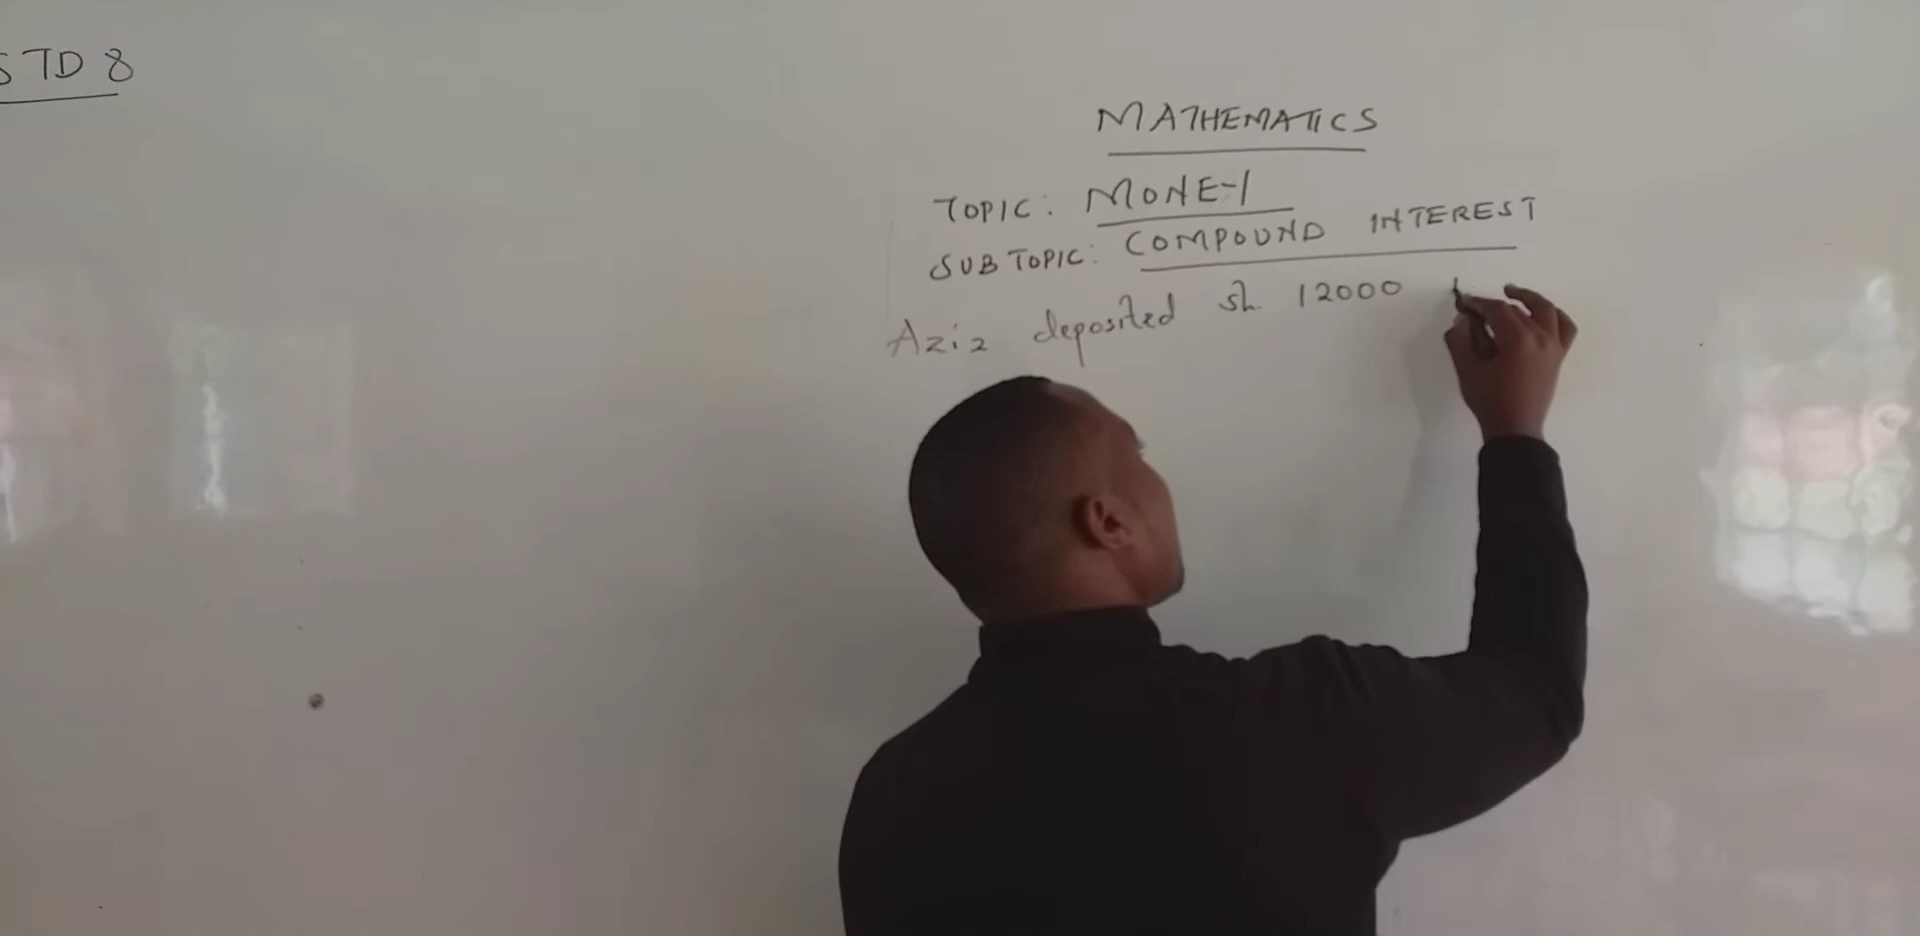 STD 8
MATHEMATICS
TOPIC: MONEY
SUB TOPIC: COMPOUND INTEREST
Aziz deposited sh. 12000